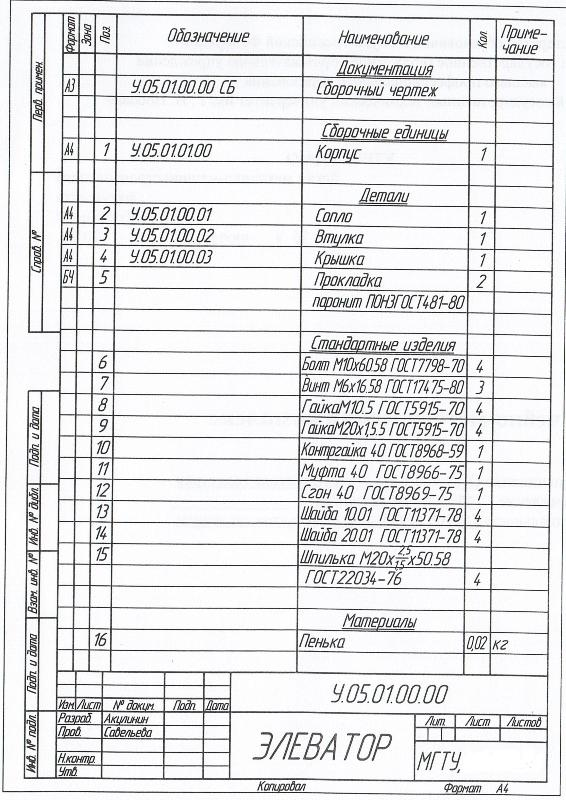 Перв. примен.
Справ. №
Подп. и дата
Инв. № дубл.
Взам. инв. №
Подп. и дата
Инв. № подл.
Формат Зона Поз. Обозначение Наименование Кол. Приме-
чание
Документация
А3 У.05.01.00.00 СБ Сборочный чертеж
Сборочные единицы
А4 1 У.05.01.01.00 Корпус 1
Детали
А4 2 У.05.01.00.01 Сопло 1
А4 3 У.05.01.00.02 Втулка 1
А4 4 У.05.01.00.03 Крышка 1
БЧ 5 Прокладка 2
паронит ПОН3ГОСТ481-80
Стандартные изделия
6 Болт М10х60.58 ГОСТ7798-70 4
7 Винт М6х16.58 ГОСТ17475-80 3
8 ГайкаМ10.5 ГОСТ5915-70 4
9 ГайкаМ20х1,5.5 ГОСТ5915-70 4
10 Контргайка 40 ГОСТ8968-59 1
11 Муфта 40 ГОСТ8966-75 1
12 Сгон 40 ГОСТ8969-75 1
13 Шайба 10.01 ГОСТ11371-78 4
14 Шайба 20.01 ГОСТ11371-78 4
15 Шпилька М20х2,5/1,5х50.58
ГОСТ22034-76 4
Материалы
16 Пенька 0,02 кг
У.05.01.00.00
Изм. Лист № докум. Подп. Дата
Разраб. Акулинин
Пров. Савельева
Н.контр.
Утв.
ЭЛЕВАТОР
Лит. Лист Листов
МГТУ,
Копировал Формат А4